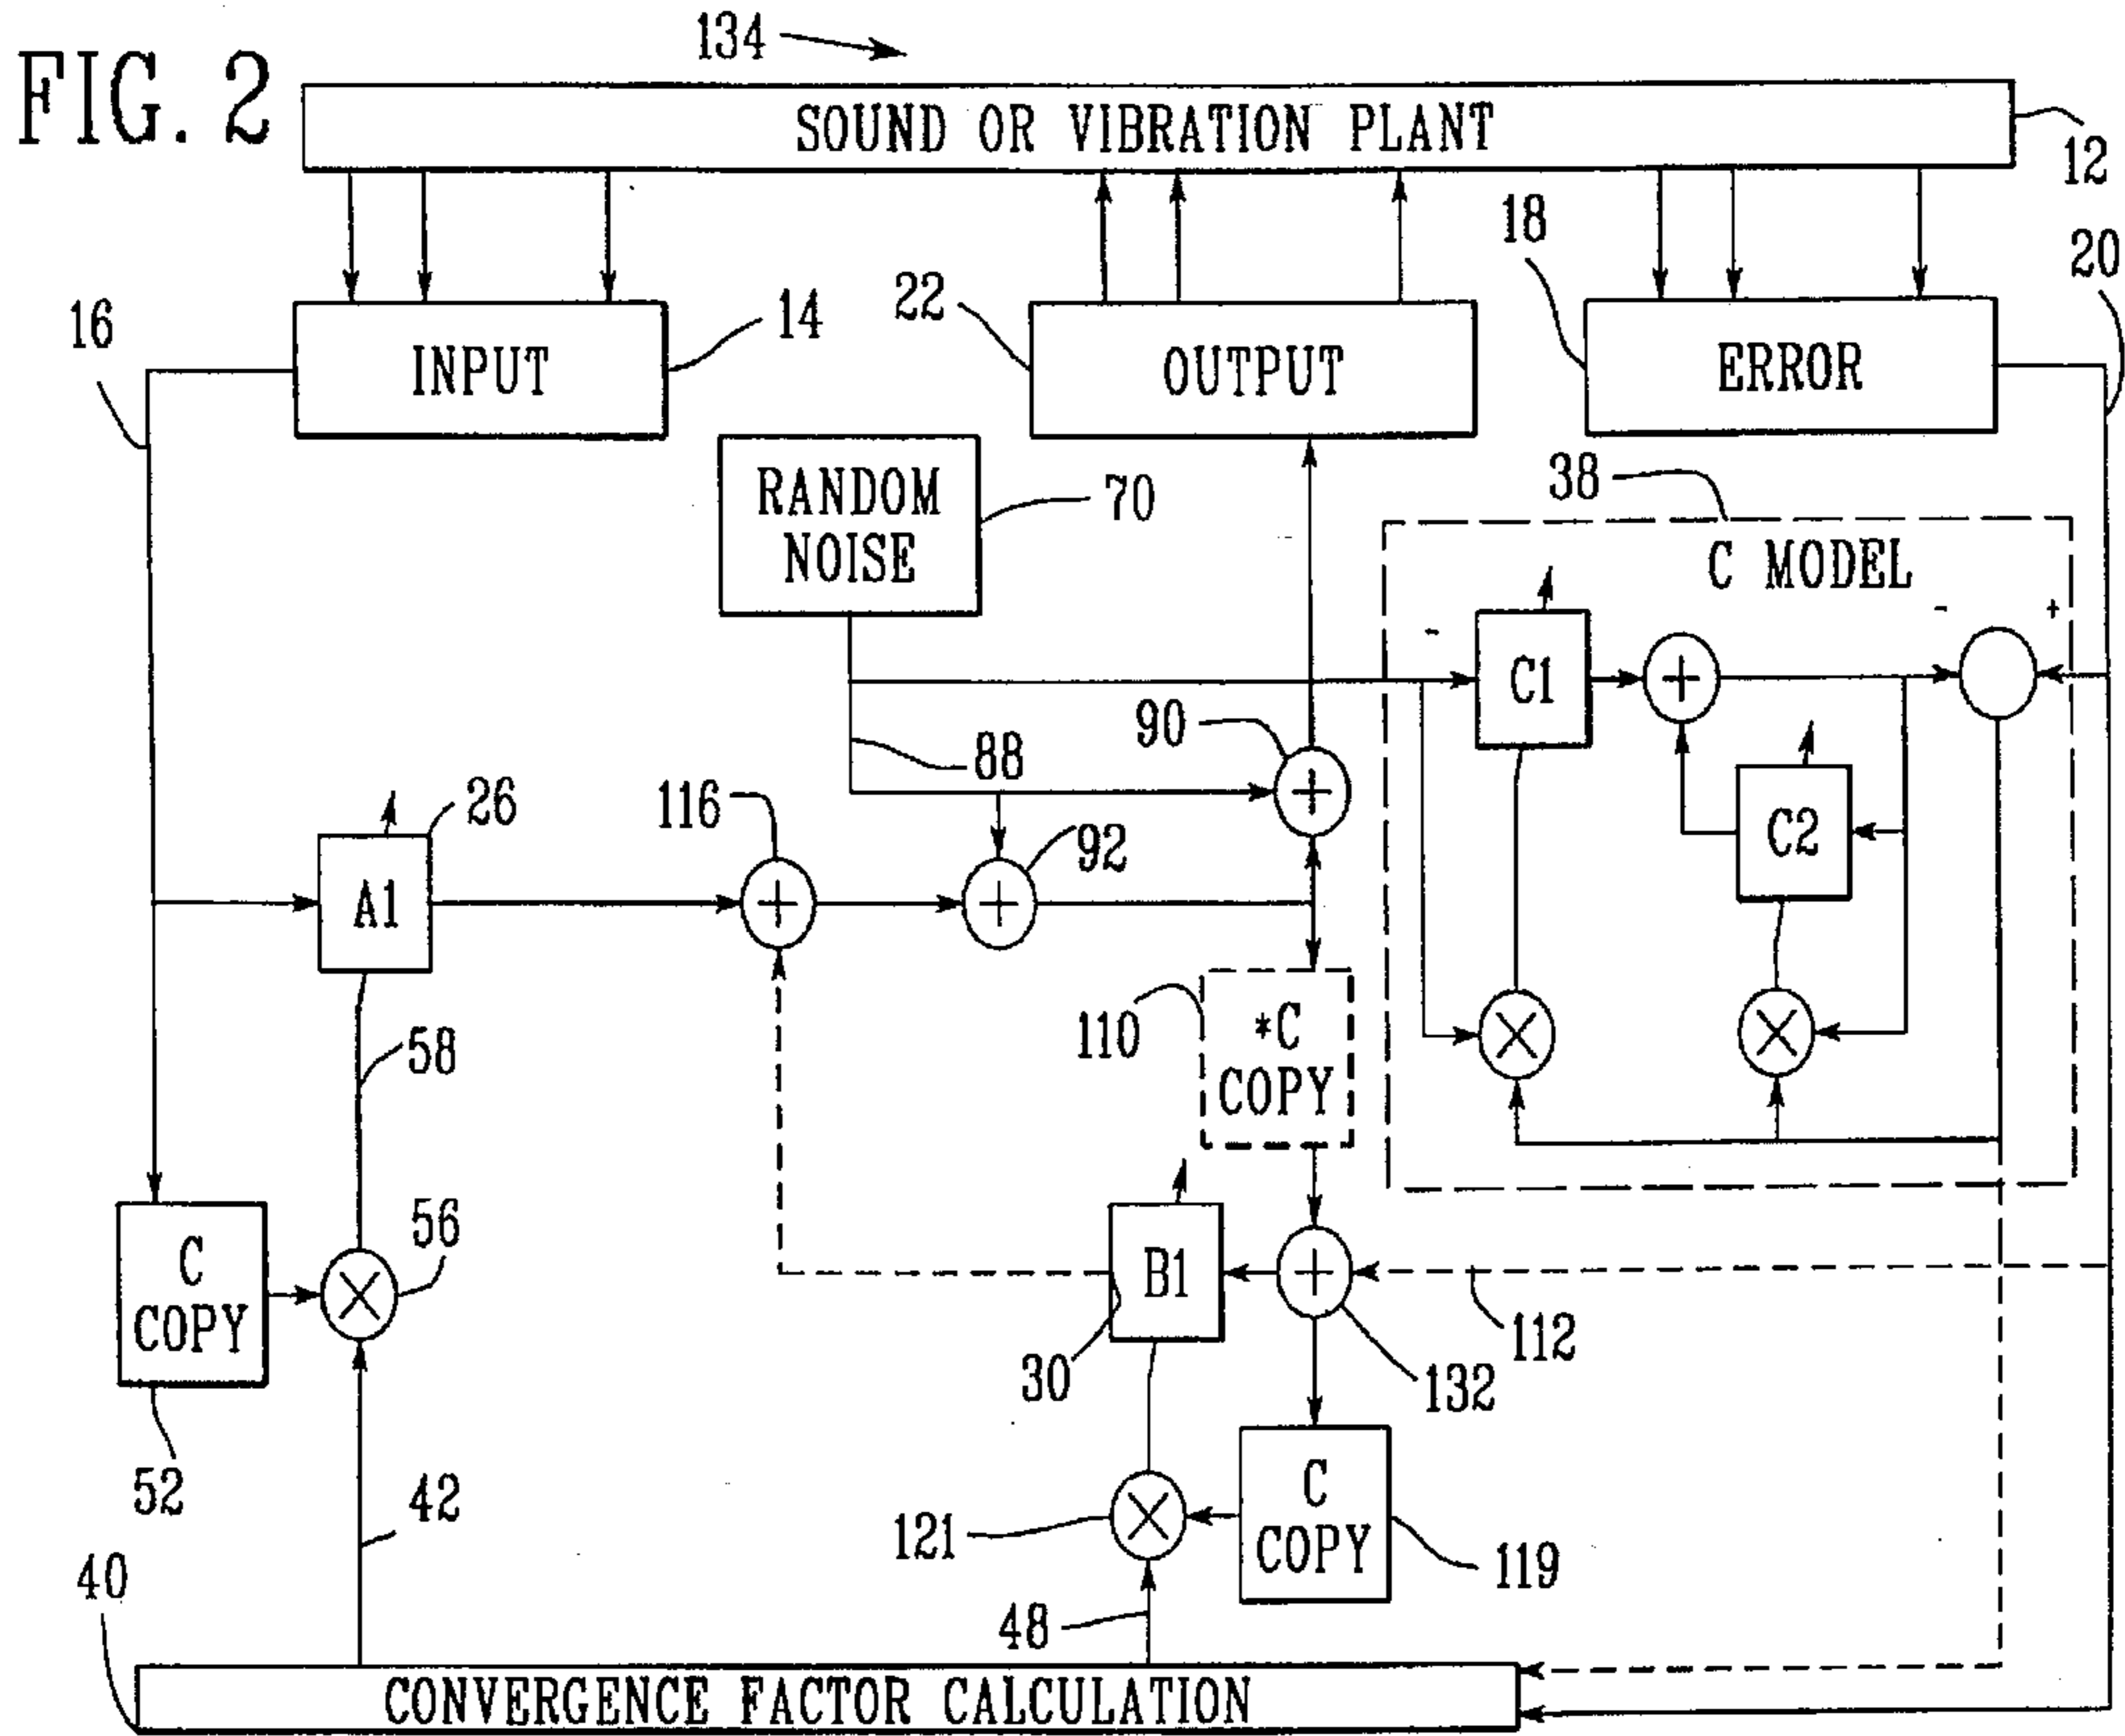 FIG. 2
134
SOUND OR VIBRATION PLANT
12
18
20
16
INPUT
14
22
OUTPUT
ERROR
38
RANDOM
NOISE
70
C MODEL
-
-
+
C1
+
90
88
+
C2
26
116
92
A1
+
+
×
×
58
110
*C
COPY
56
C
COPY
×
B1
+
30
132
112
52
42
121
×
C
COPY
119
40
48
CONVERGENCE FACTOR CALCULATION